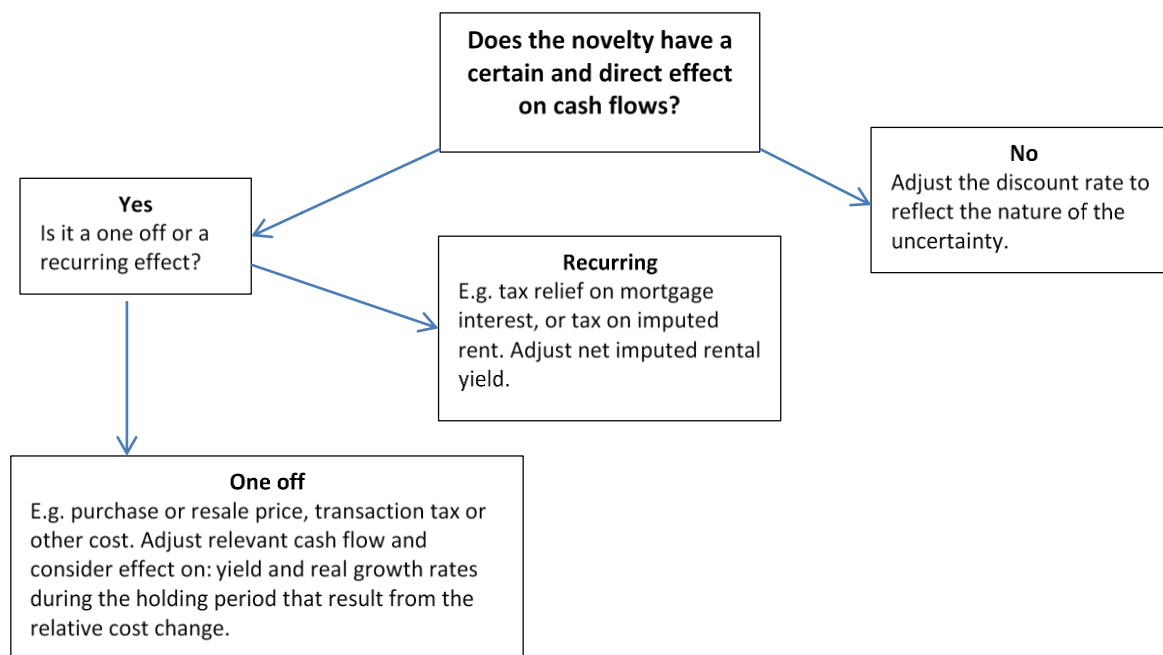 Does the novelty have a
certain and direct effect
on cash flows?
No
Adjust the discount rate to
reflect the nature of the
uncertainty.
Yes
Is it a one off or a
recurring effect?
Recurring
E.g. tax relief on mortgage
interest, or tax on imputed
rent. Adjust net imputed rental
yield.
One off
E.g. purchase or resale price, transaction tax or
other cost. Adjust relevant cash flow and
consider effect on: yield and real growth rates
during the holding period that result from the
relative cost change.